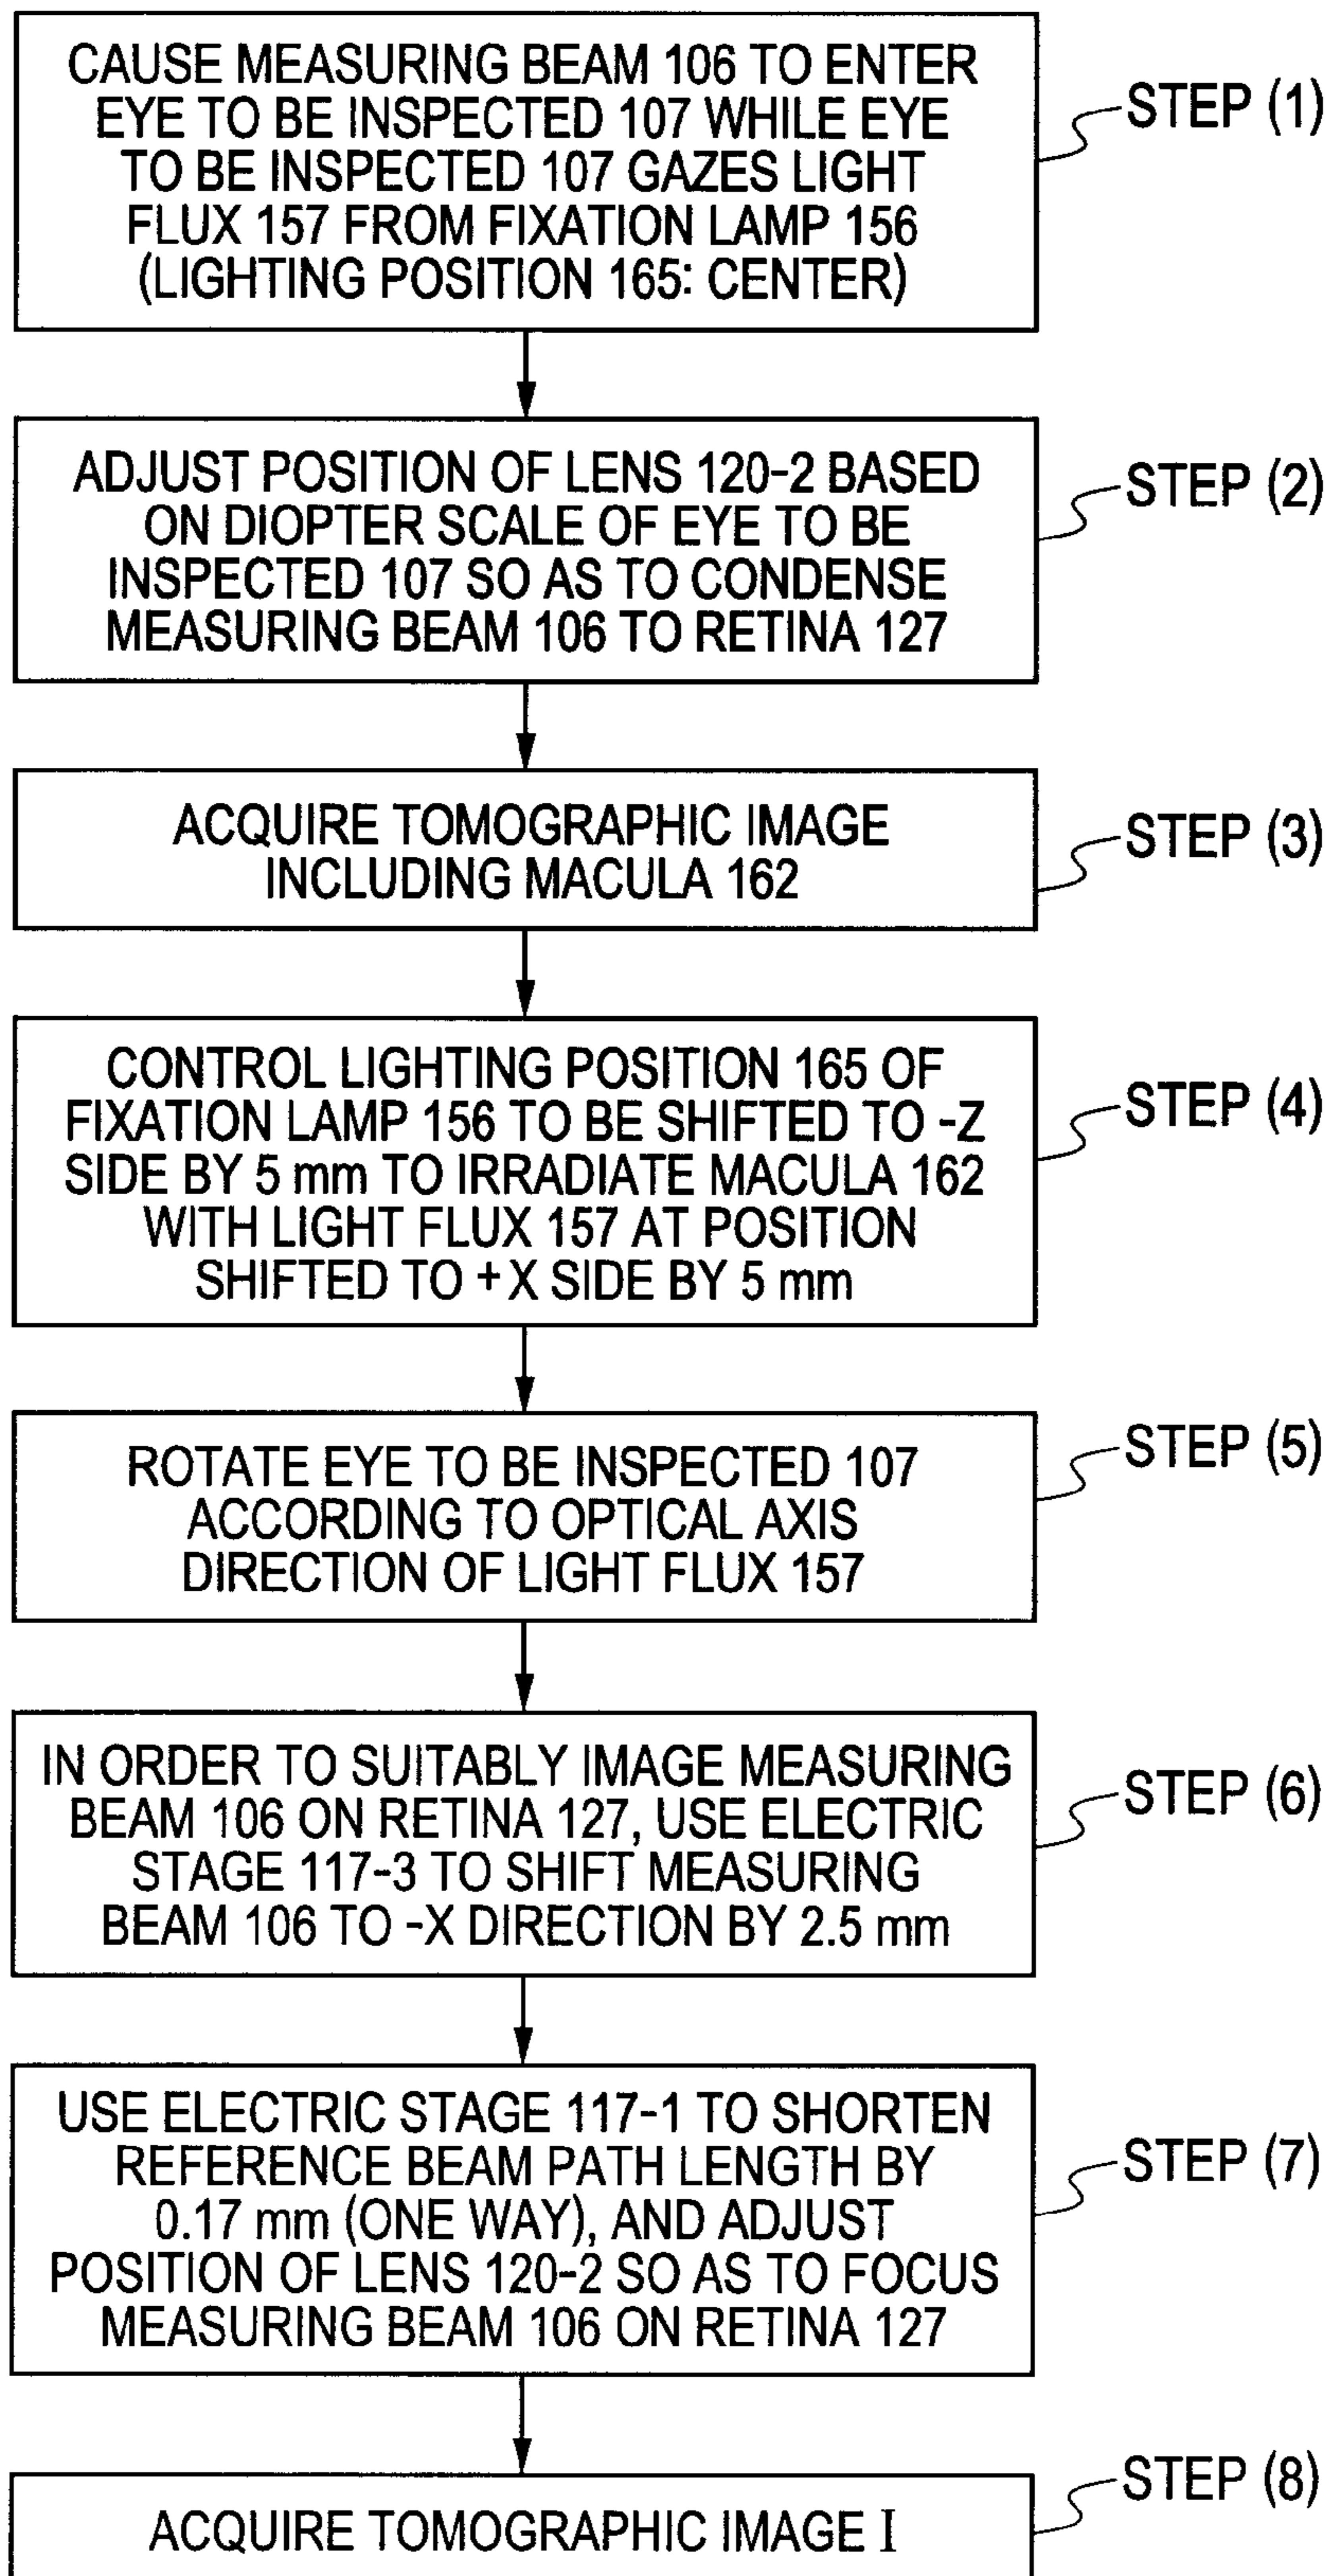 CAUSE MEASURING BEAM 106 TO ENTER
EYE TO BE INSPECTED 107 WHILE EYE
TO BE INSPECTED 107 GAZES LIGHT
FLUX 157 FROM FIXATION LAMP 156
(LIGHTING POSITION 165: CENTER)
STEP (1)
ADJUST POSITION OF LENS 120-2 BASED
ON DIOPTER SCALE OF EYE TO BE
INSPECTED 107 SO AS TO CONDENSE
MEASURING BEAM 106 TO RETINA 127
STEP (2)
ACQUIRE TOMOGRAPHIC IMAGE
INCLUDING MACULA 162
STEP (3)
CONTROL LIGHTING POSITION 165 OF
FIXATION LAMP 156 TO BE SHIFTED TO -Z
SIDE BY 5 mm TO IRRADIATE MACULA 162
WITH LIGHT FLUX 157 AT POSITION
SHIFTED TO +X SIDE BY 5 mm
STEP (4)
ROTATE EYE TO BE INSPECTED 107
ACCORDING TO OPTICAL AXIS
DIRECTION OF LIGHT FLUX 157
STEP (5)
IN ORDER TO SUITABLY IMAGE MEASURING
BEAM 106 ON RETINA 127, USE ELECTRIC
STAGE 117-3 TO SHIFT MEASURING
BEAM 106 TO -X DIRECTION BY 2.5 mm
STEP (6)
USE ELECTRIC STAGE 117-1 TO SHORTEN
REFERENCE BEAM PATH LENGTH BY
0.17 mm (ONE WAY), AND ADJUST
POSITION OF LENS 120-2 SO AS TO FOCUS
MEASURING BEAM 106 ON RETINA 127
STEP (7)
ACQUIRE TOMOGRAPHIC IMAGE I
STEP (8)